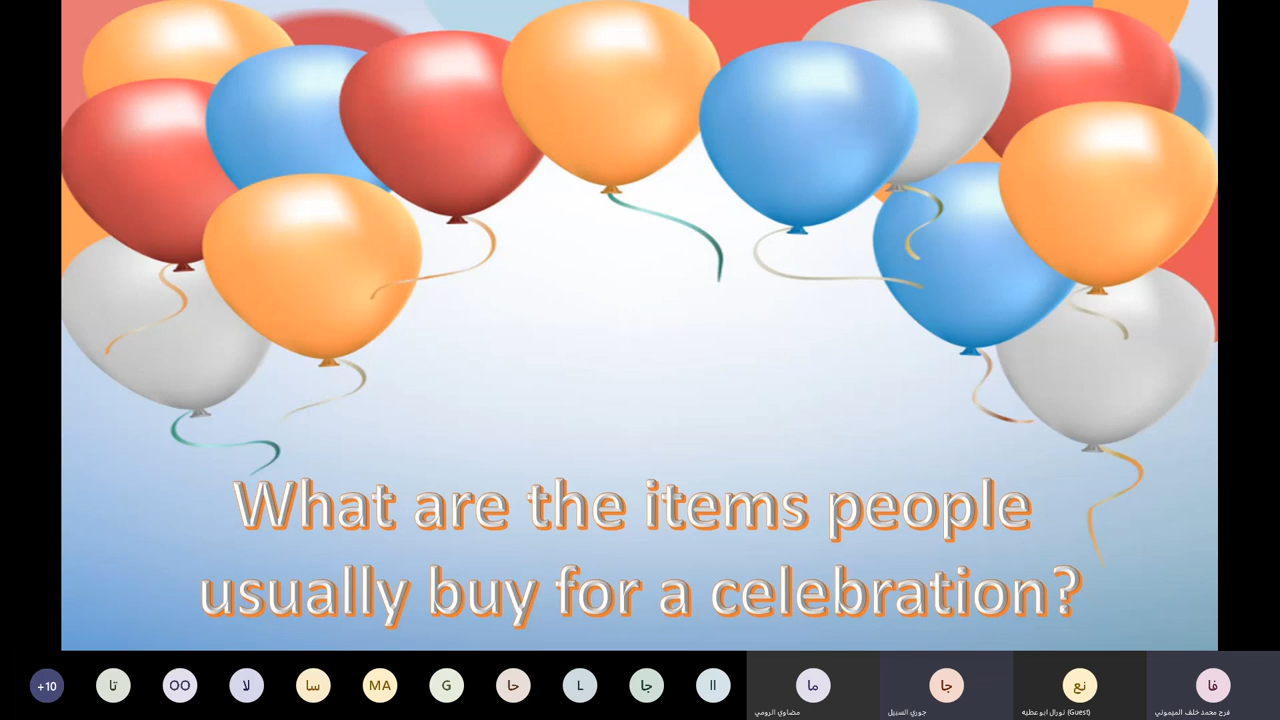 What are the items people
usually buy for a celebration?
+10
تا
OO
لا
سا
MA
G
حا
L
جا
اا
ما
جا
نع
فا
مضاوي الرومي
جوري السبيل
(Guest) نورال ابو عطيه
فرح محمد خلف الميموني